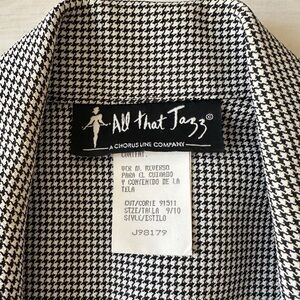 All that Jazz®
A CHORUS LINE COMPANY
VER AL REVERSO
PARA EL CUIDADO
Y CONTENIDO DE LA
TELA
CUT/CORTE 91511
SIZE/TALLA 9/10
STYLE/ESTILO
J98179